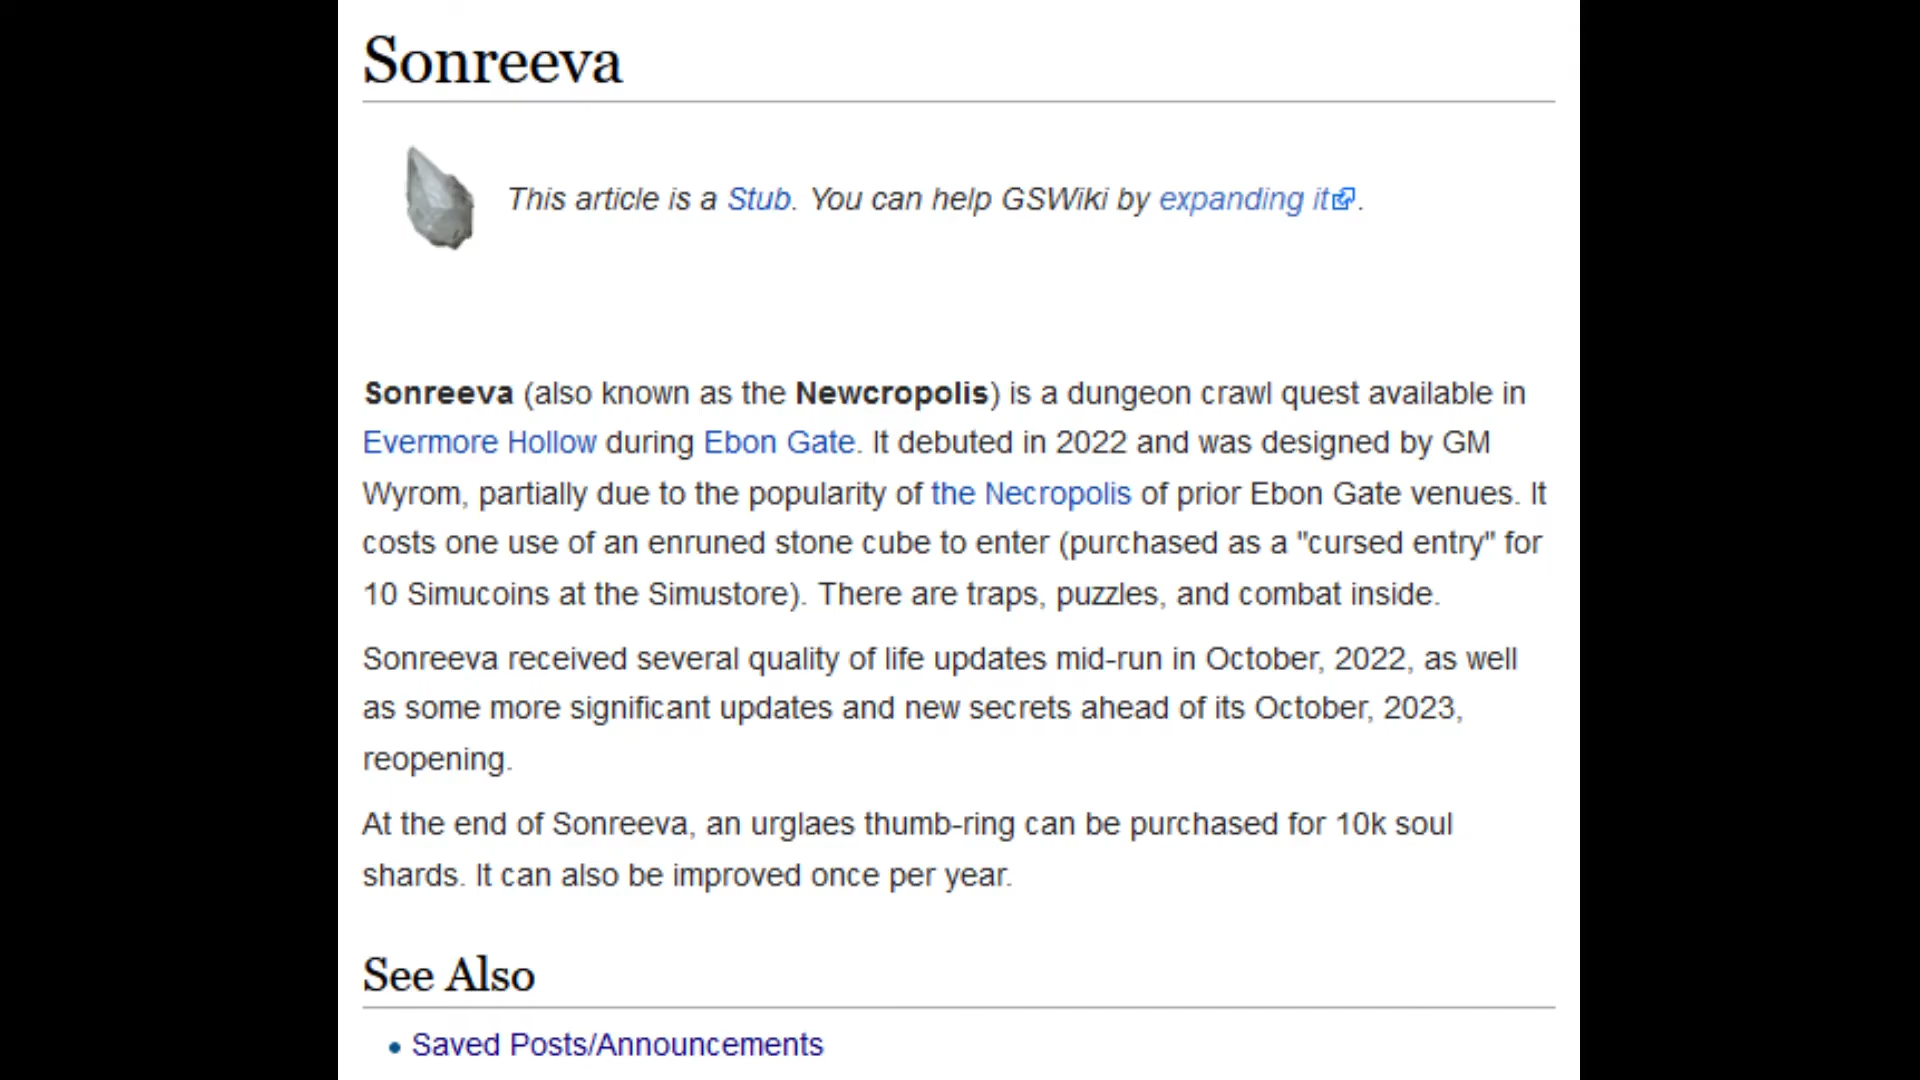 Sonreeva
This article is a Stub. You can help GSWiki by expanding it.
Sonreeva (also known as the Newcropolis) is a dungeon crawl quest available in
Evermore Hollow during Ebon Gate. It debuted in 2022 and was designed by GM
Wyrom, partially due to the popularity of the Necropolis of prior Ebon Gate venues. It
costs one use of an enruned stone cube to enter (purchased as a "cursed entry" for
10 Simucoins at the Simustore). There are traps, puzzles, and combat inside.
Sonreeva received several quality of life updates mid-run in October, 2022, as well
as some more significant updates and new secrets ahead of its October, 2023,
reopening.
At the end of Sonreeva, an urglaes thumb-ring can be purchased for 10k soul
shards. It can also be improved once per year.
See Also
• Saved Posts/Announcements